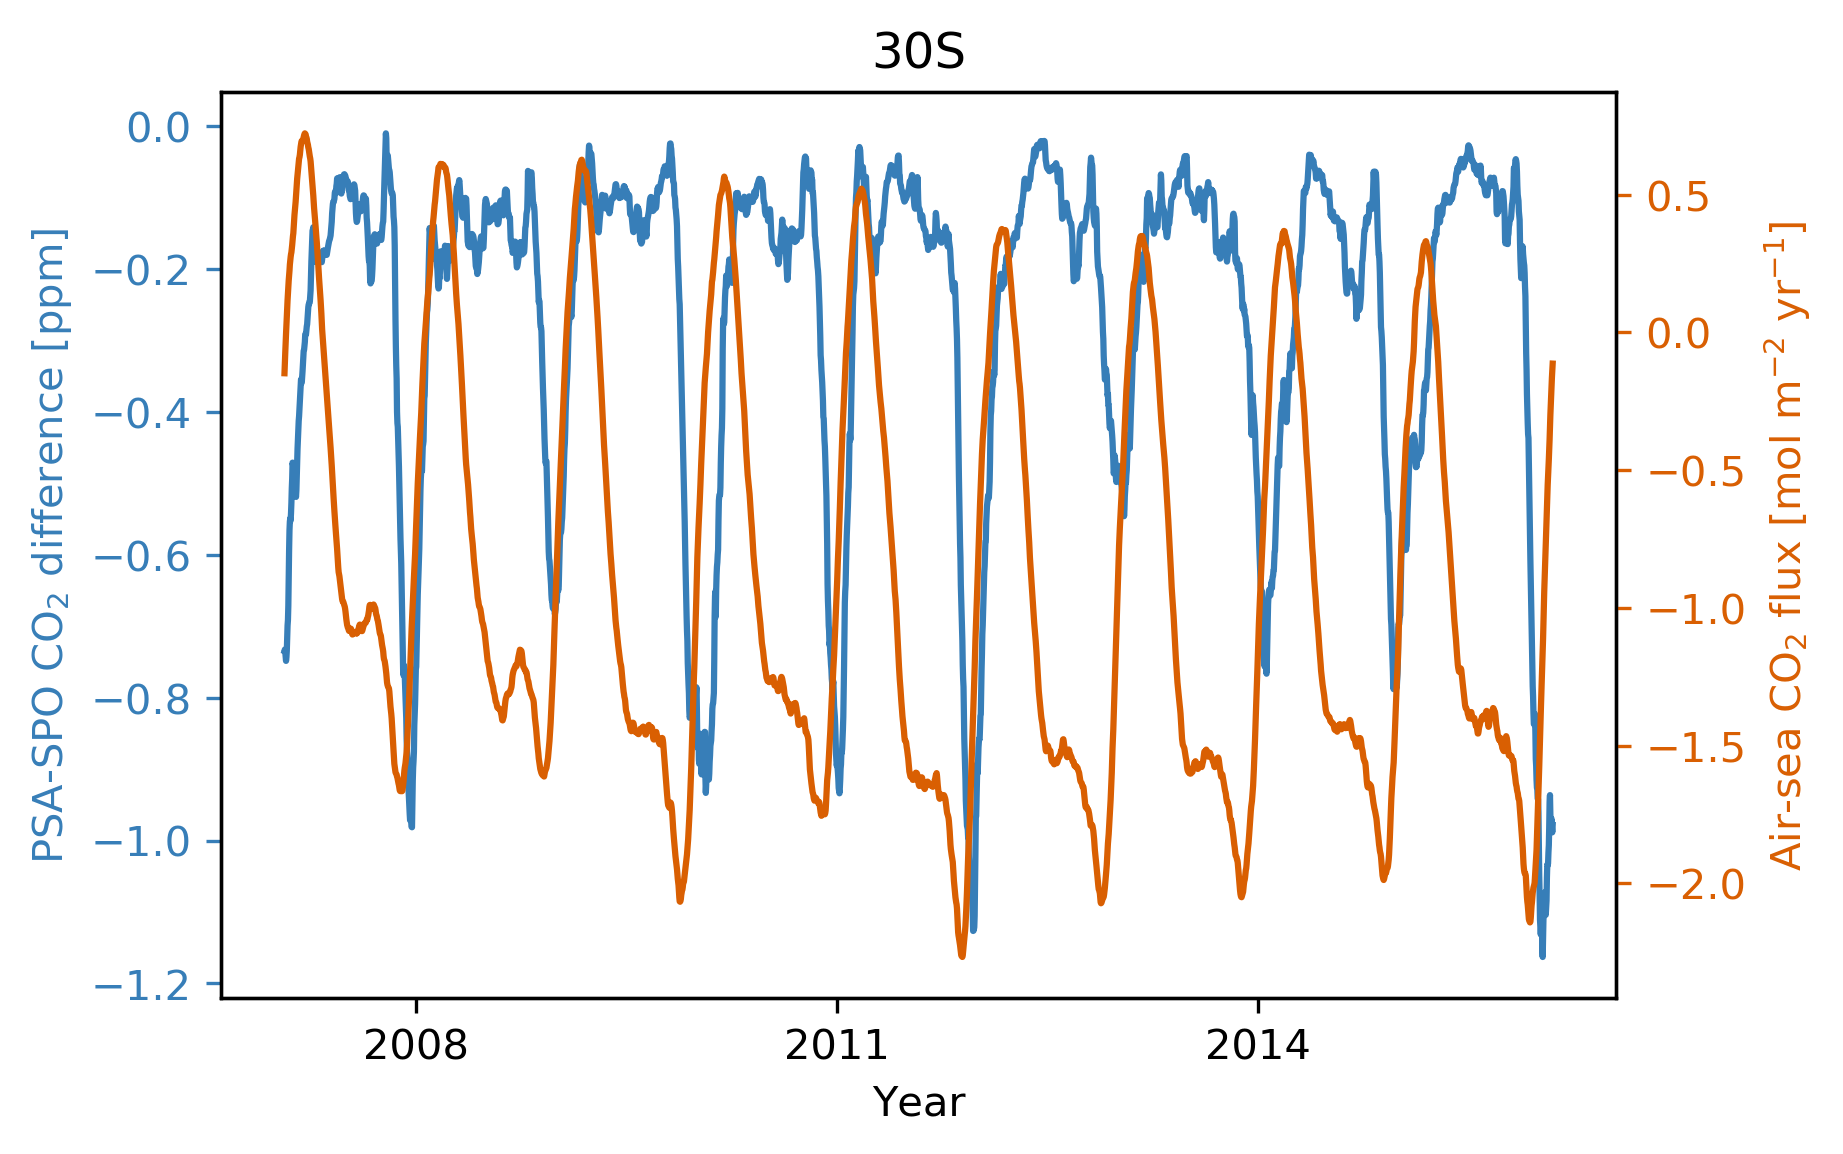 30S
0.0
−0.2
−0.4
−0.6
−0.8
−1.0
−1.2
PSA-SPO CO₂ difference [ppm]
0.5
0.0
−0.5
−1.0
−1.5
−2.0
Air-sea CO₂ flux [mol m⁻² yr⁻¹]
2008 2011 2014
Year